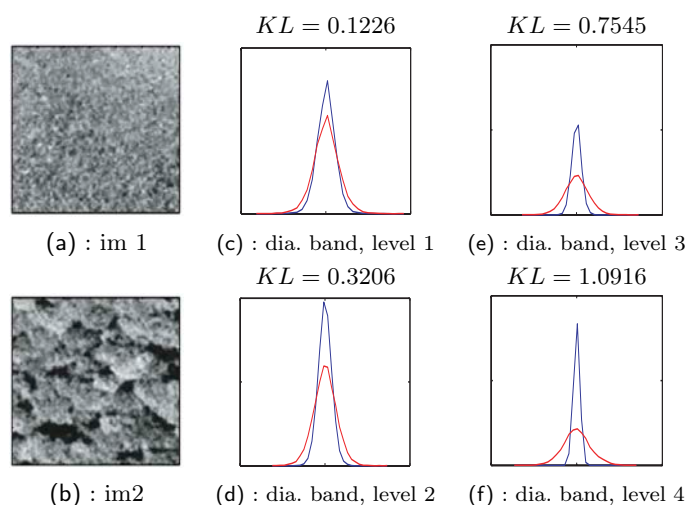 KL = 0.1226
KL = 0.7545
(a) : im 1
(c) : dia. band, level 1
(e) : dia. band, level 3
KL = 0.3206
KL = 1.0916
(b) : im2
(d) : dia. band, level 2
(f) : dia. band, level 4